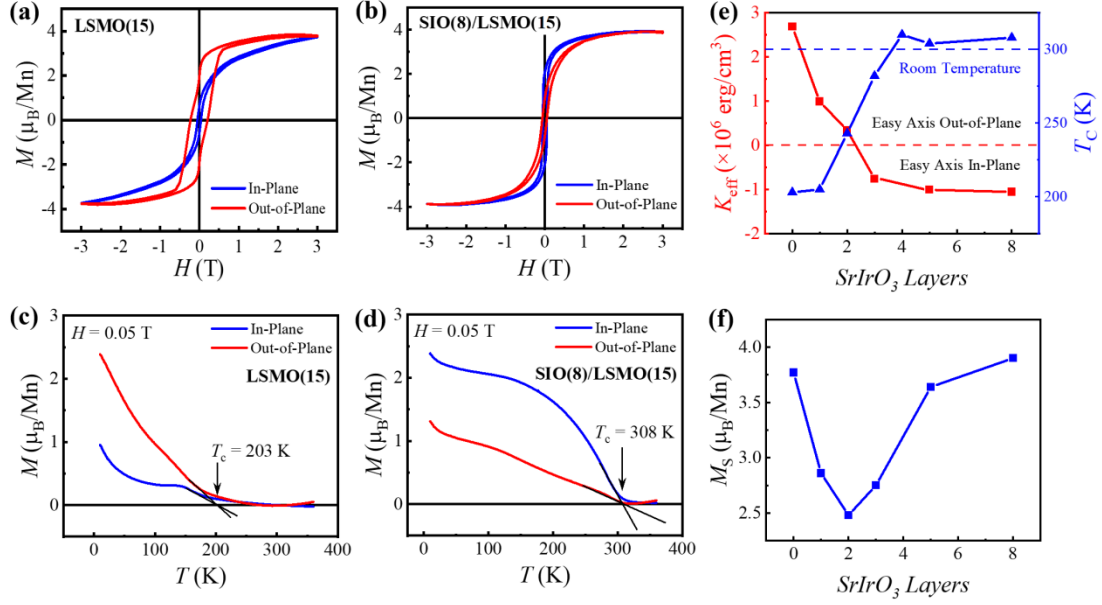 (a)
LSMO(15)
4
2
0
-2
-4
M (μB/Mn)
In-Plane
Out-of-Plane
-3 -2 -1 0 1 2 3
H (T)
(b)
SIO(8)/LSMO(15)
4
2
0
-2
-4
M (μB/Mn)
In-Plane
Out-of-Plane
-3 -2 -1 0 1 2 3
H (T)
(e)
3
2
1
0
-1
-2
Keff (×10⁶ erg/cm³)
Room Temperature
Easy Axis Out-of-Plane
Easy Axis In-Plane
300
250
200
TC (K)
0 2 4 6 8
SrIrO₃ Layers
(c)
H = 0.05 T
In-Plane
Out-of-Plane
LSMO(15)
Tc = 203 K
3
2
1
0
M (μB/Mn)
0 100 200 300 400
T (K)
(d)
H = 0.05 T
In-Plane
Out-of-Plane
SIO(8)/LSMO(15)
Tc = 308 K
3
2
1
0
M (μB/Mn)
0 100 200 300 400
T (K)
(f)
4.0
3.5
3.0
2.5
MS (μB/Mn)
0 2 4 6 8
SrIrO₃ Layers